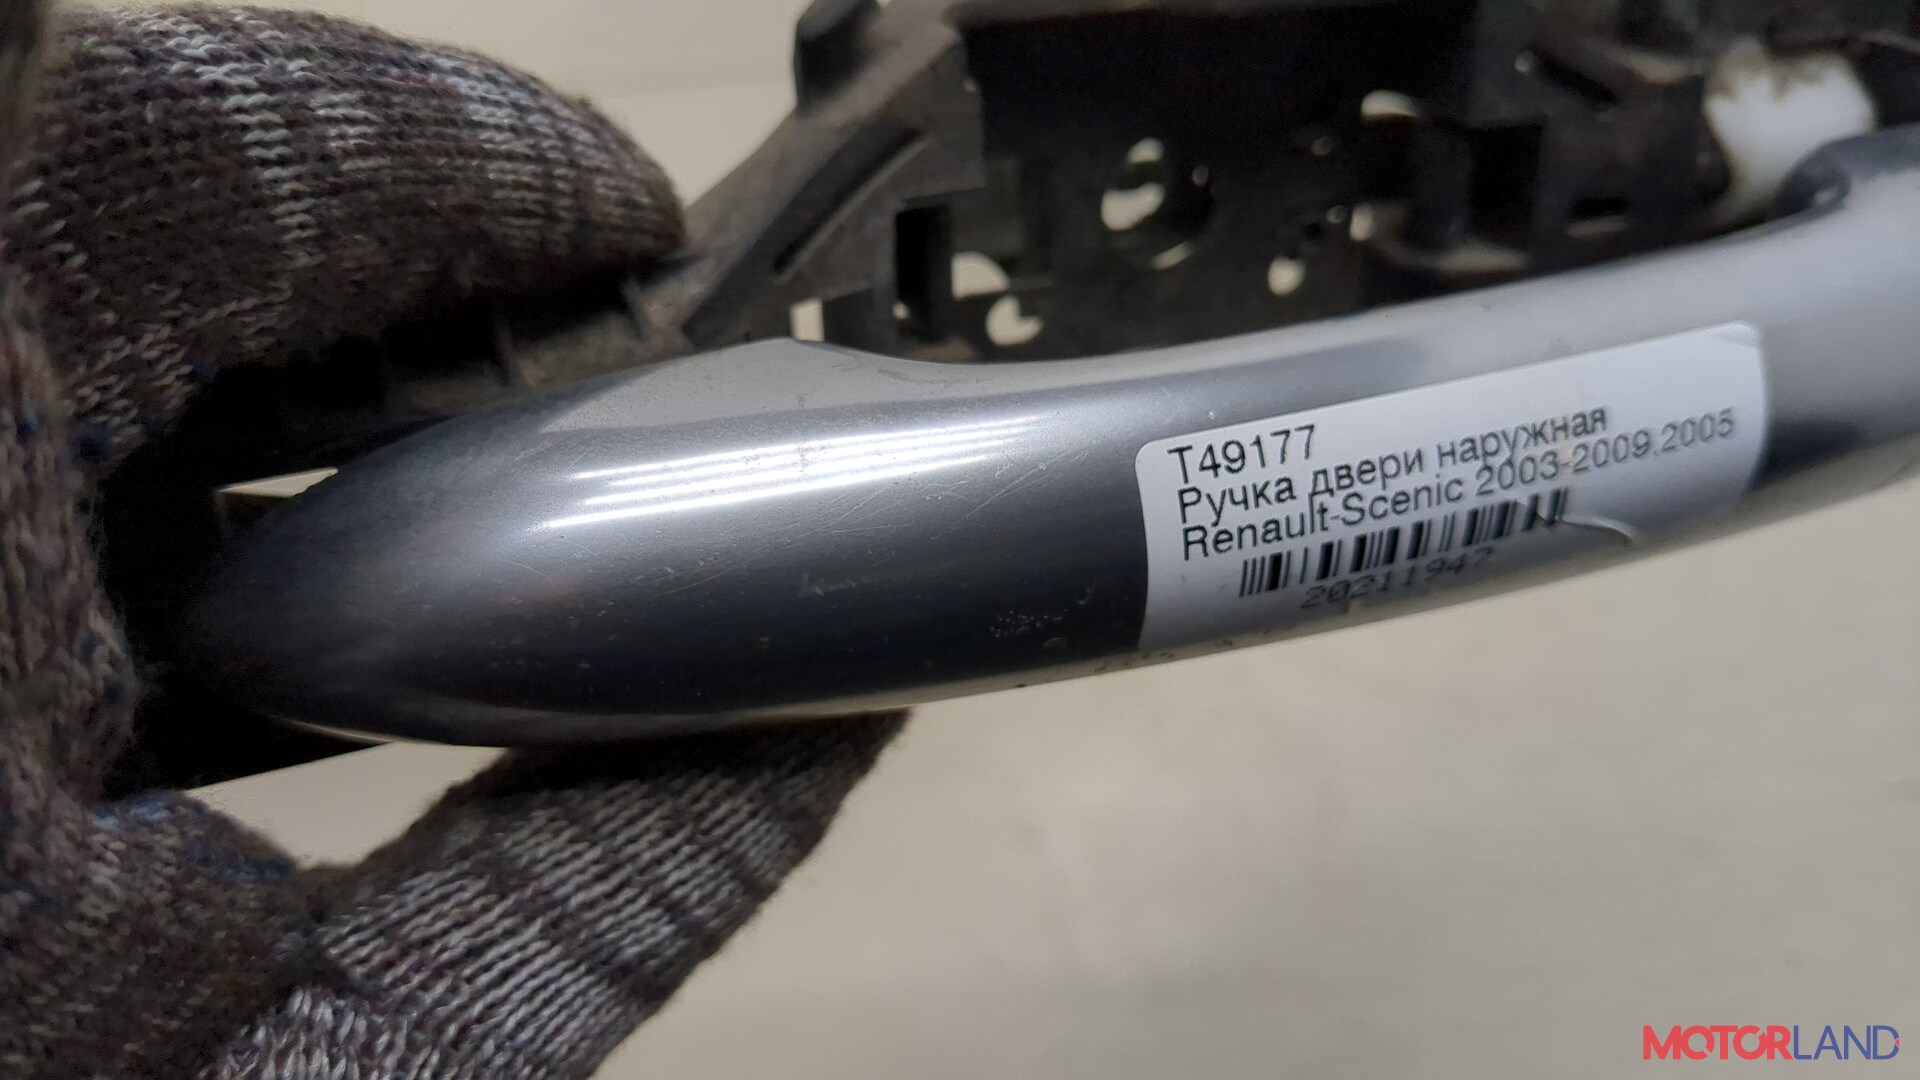 T49177
Ручка двери наружная
Renault-Scenic 2003-2009,2005
20211947
MOTORLAND